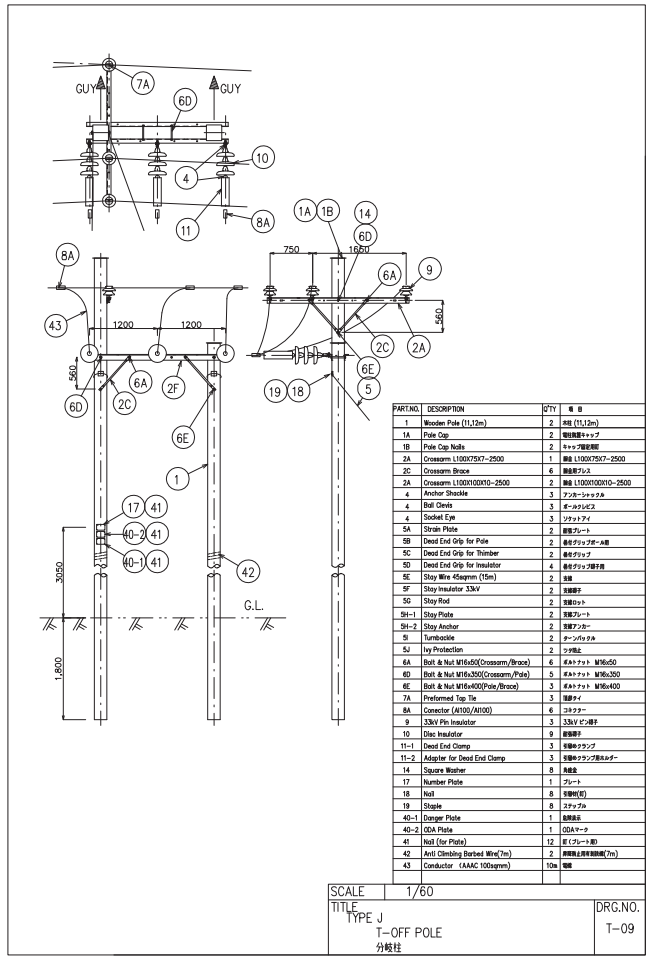 7A
GUY
GUY
6D
10
4
11
8A
1A 1B 14
6D
8A
750 1650
6A
9
43
1200 1200
560
2C
2A
560
6A
2F
6D
2C
6E
19 18 5
6E
1
17 41
40-2 41
40-1 41
42
3050
G.L.
1,800
PART.NO. DESCRIPTION Q'TY 項 目
1 Wooden Pole (11,12m) 2 木柱 (11,12m)
1A Pole Cap 2 電柱腕置キャップ
1B Pole Cap Nails 2 キャップ固定用釘
2A Crossarm L100X75X7-2500 1 腕金 L100X75X7-2500
2C Crossarm Brace 6 腕金用ブレス
2A Crossarm L100X100X10-2500 2 腕金 L100X100X10-2500
4 Anchor Shackle 3 アンカーシャックル
4 Ball Clevis 3 ボールクレビス
4 Socket Eye 3 ソケットアイ
5A Strain Plate 2 耐張プレート
5B Dead End Grip for Pole 2 巻付グリップポール用
5C Dead End Grip for Thimber 2 巻付グリップ
5D Dead End Grip for Insulator 4 巻付グリップ碍子用
5E Stay Wire 45sqmm (15m) 2 支線
5F Stay Insulator 33kV 2 支線碍子
5G Stay Rod 2 支線ロット
5H-1 Stay Plate 2 支線プレート
5H-2 Stay Anchor 2 支線アンカー
5I Turnbackle 2 ターンバックル
5J Ivy Protection 2 ツタ防止
6A Bolt & Nut M16x50(Crossarm/Brace) 6 ボルトナット M16x50
6D Bolt & Nut M16x350(Crossarm/Pole) 5 ボルトナット M16x350
6E Bolt & Nut M16x400(Pole/Brace) 3 ボルトナット M16x400
7A Preformed Top Tie 3 頂部タイ
8A Conector (Al100/Al100) 6 コネクター
9 33kV Pin Insulator 3 33kV ピン碍子
10 Disc Insulator 9 耐張碍子
11-1 Dead End Clamp 3 引留めクランプ
11-2 Adapter for Dead End Clamp 3 引留めクランプ用ホルダー
14 Square Washer 8 角座金
17 Number Plate 1 プレート
18 Nail 8 引留材(釘)
19 Staple 8 ステップル
40-1 Danger Plate 1 危険表示
40-2 ODA Plate 1 ODAマーク
41 Nail (for Plate) 12 釘 (プレート用)
42 Anti Climbing Barbed Wire(7m) 2 昇降防止用有刺鉄線(7m)
43 Conductor (AAAC 100sqmm) 10m 電線
SCALE 1/60
TITLE DRG.NO.
TYPE J
T-OFF POLE T-09
分岐柱